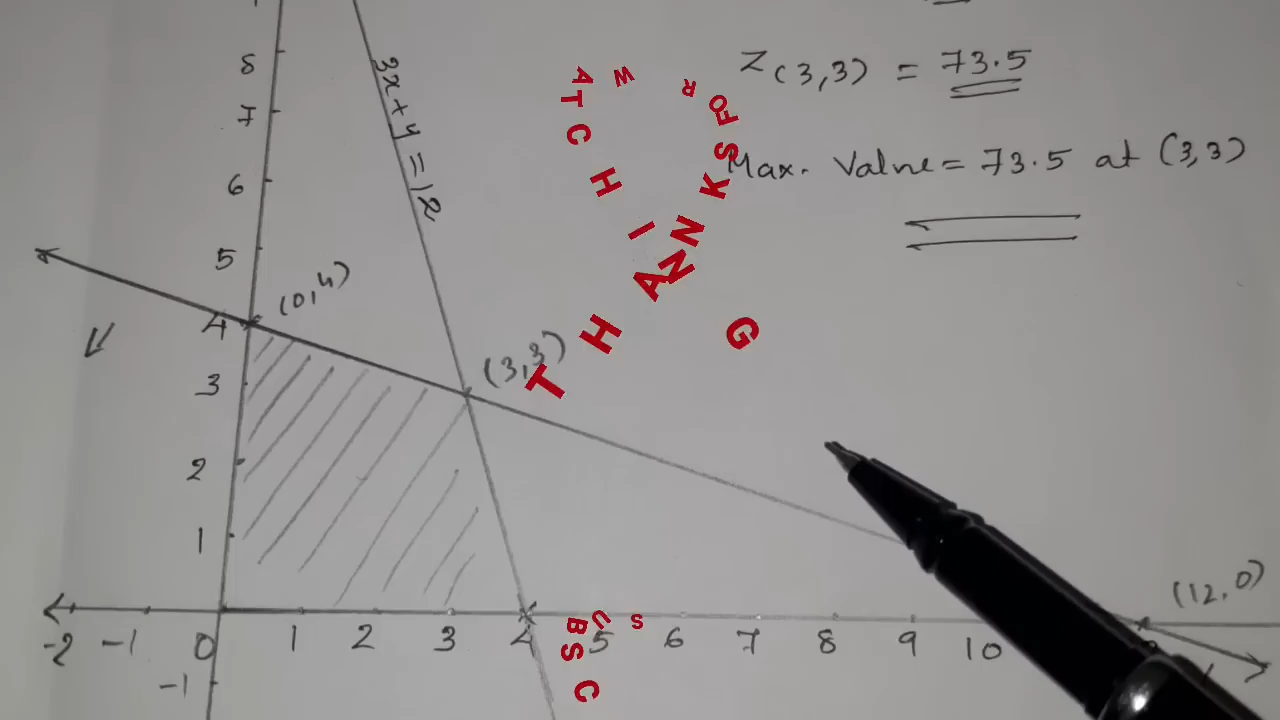 Z(3,3) = 73.5
Max. Value = 73.5 at (3,3)
3x+y=12
(0,4)
(3,3)
(12,0)
8
7
6
5
4
3
2
1
-2 -1 0 1 2 3 4 5 6 7 8 9 10
-1
THANKS FOR WATCHING
SUBSC